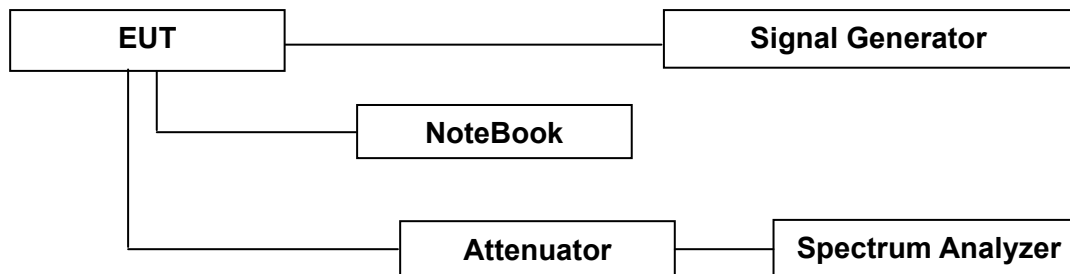 EUT
Signal Generator
NoteBook
Attenuator
Spectrum Analyzer